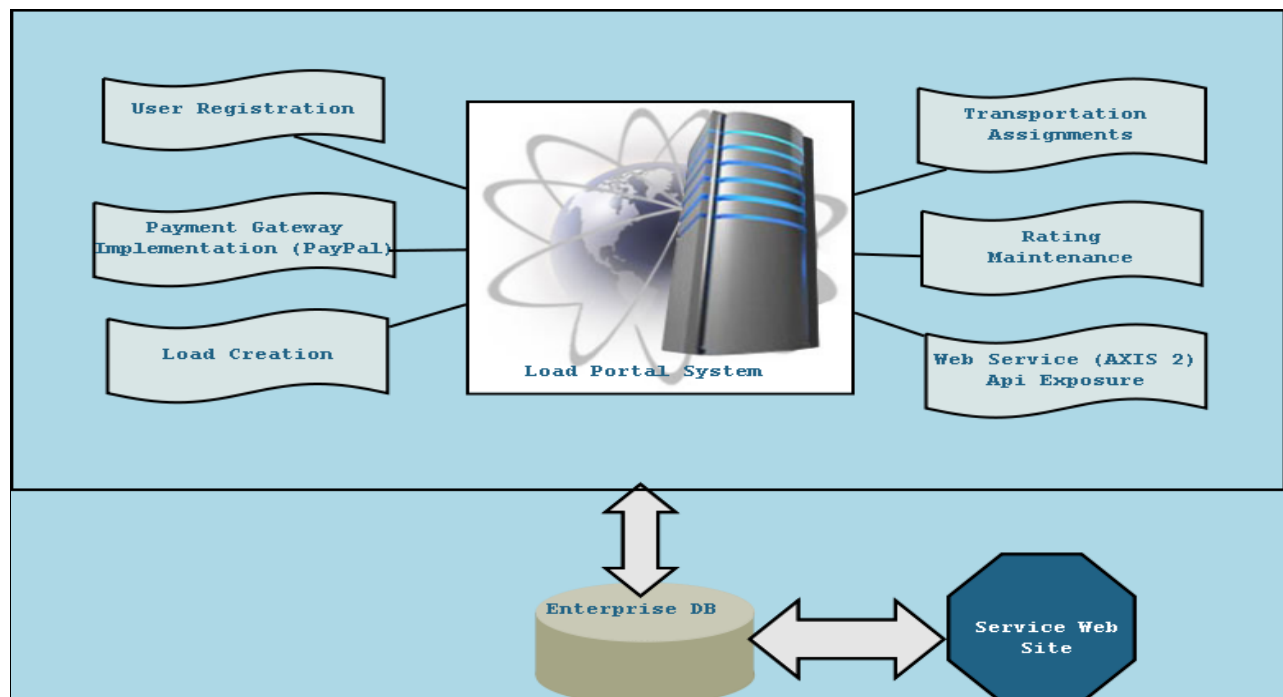 User Registration
Payment Gateway
Implementation (PayPal)
Load Creation
Load Portal System
Transportation
Assignments
Rating
Maintenance
Web Service (AXIS 2)
Api Exposure
Enterprise DB
Service Web
Site